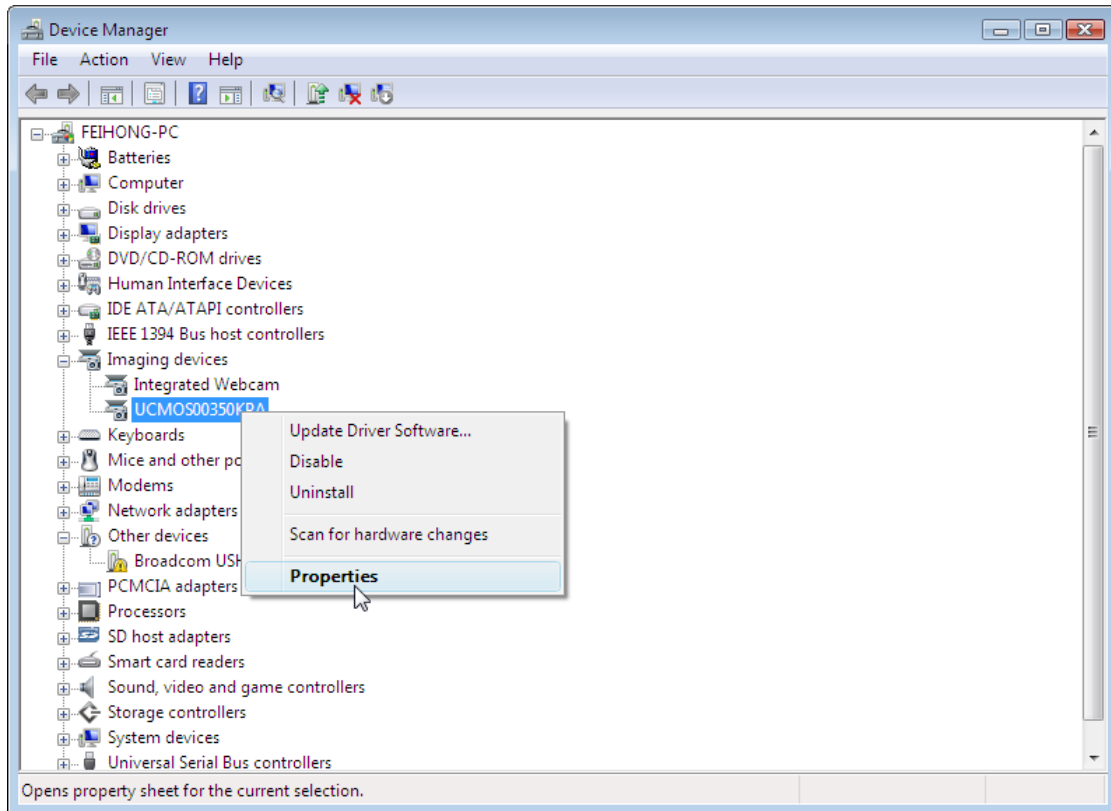 Device Manager
File Action View Help
FEIHONG-PC
Batteries
Computer
Disk drives
Display adapters
DVD/CD-ROM drives
Human Interface Devices
IDE ATA/ATAPI controllers
IEEE 1394 Bus host controllers
Imaging devices
Integrated Webcam
UCMOS00350KPA
Update Driver Software...
Disable
Uninstall
Scan for hardware changes
Properties
Keyboards
Mice and other po
Modems
Network adapters
Other devices
Broadcom USH
PCMCIA adapters
Processors
SD host adapters
Smart card readers
Sound, video and game controllers
Storage controllers
System devices
Universal Serial Bus controllers
Opens property sheet for the current selection.